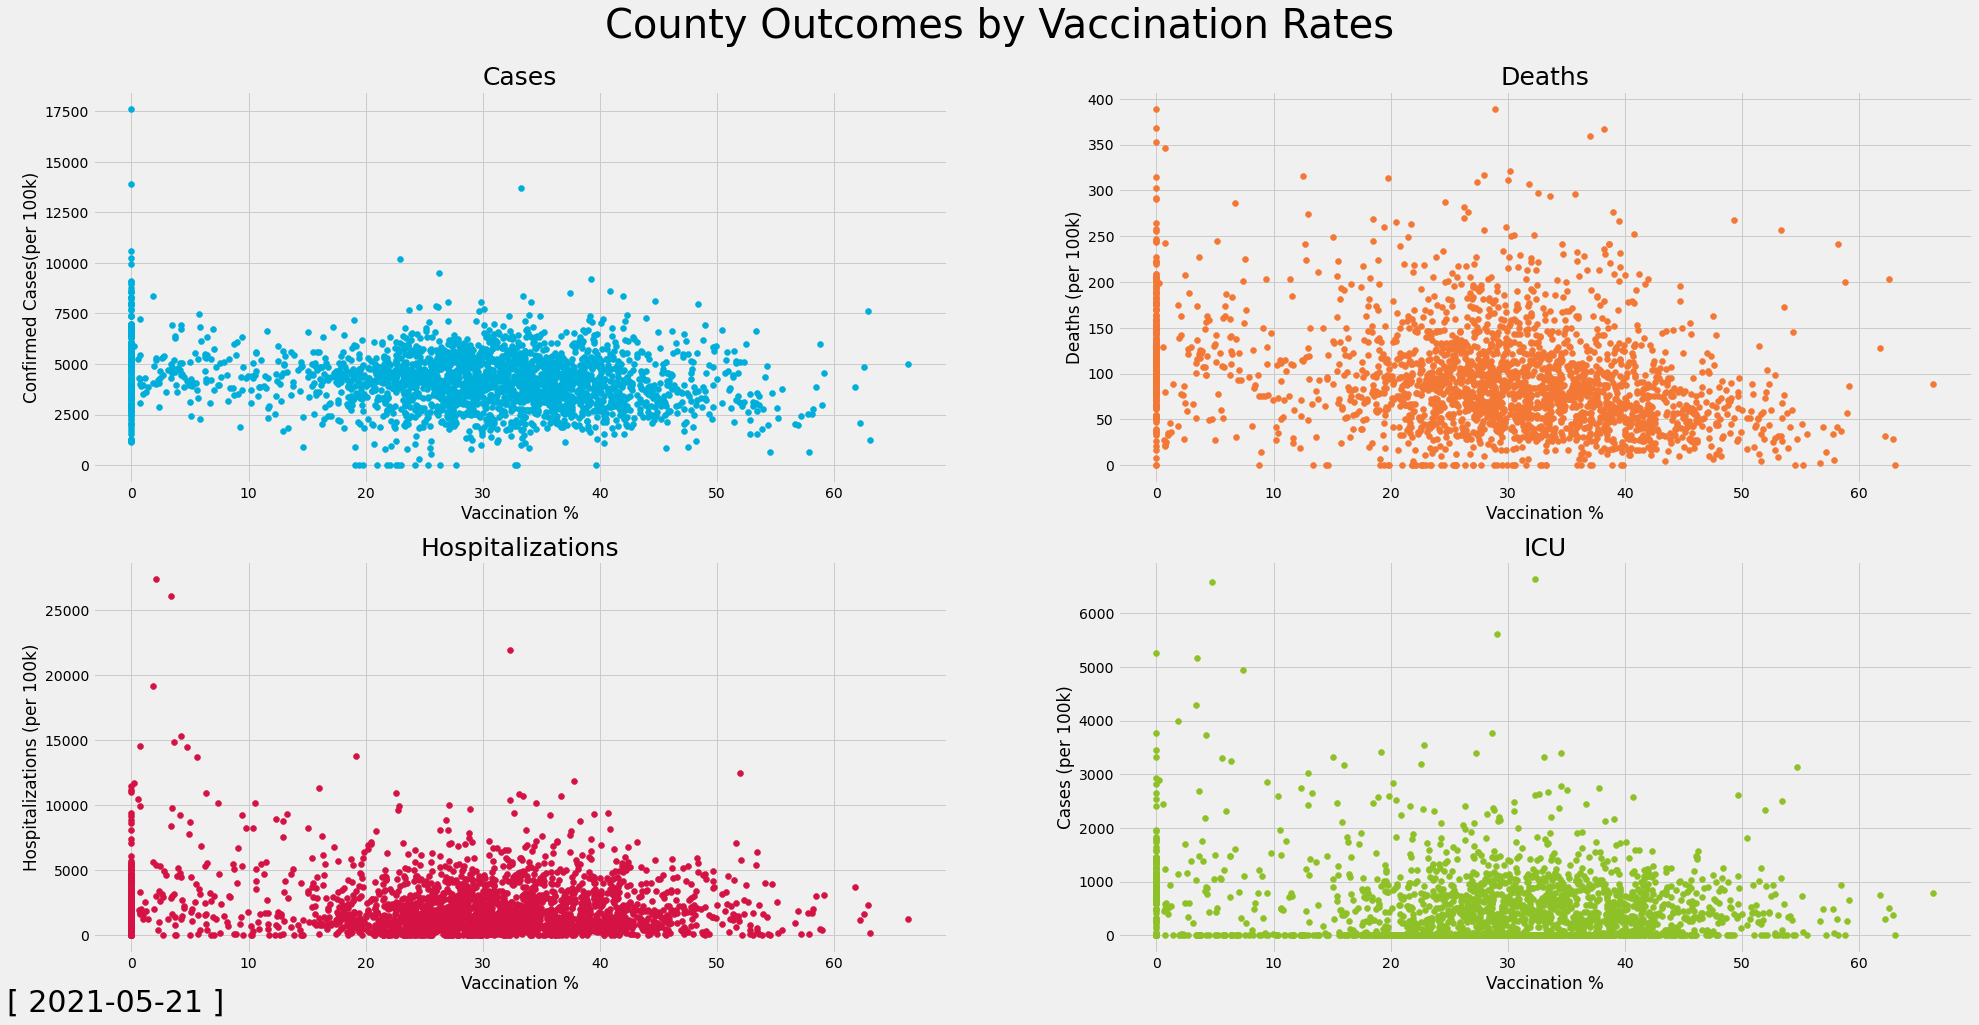 County Outcomes by Vaccination Rates
Cases
Confirmed Cases(per 100k)
17500
15000
12500
10000
7500
5000
2500
0
0 10 20 30 40 50 60
Vaccination %
Deaths
Deaths (per 100k)
400
350
300
250
200
150
100
50
0
0 10 20 30 40 50 60
Vaccination %
Hospitalizations
Hospitalizations (per 100k)
25000
20000
15000
10000
5000
0
0 10 20 30 40 50 60
Vaccination %
ICU
Cases (per 100k)
6000
5000
4000
3000
2000
1000
0
0 10 20 30 40 50 60
Vaccination %
[ 2021-05-21 ]